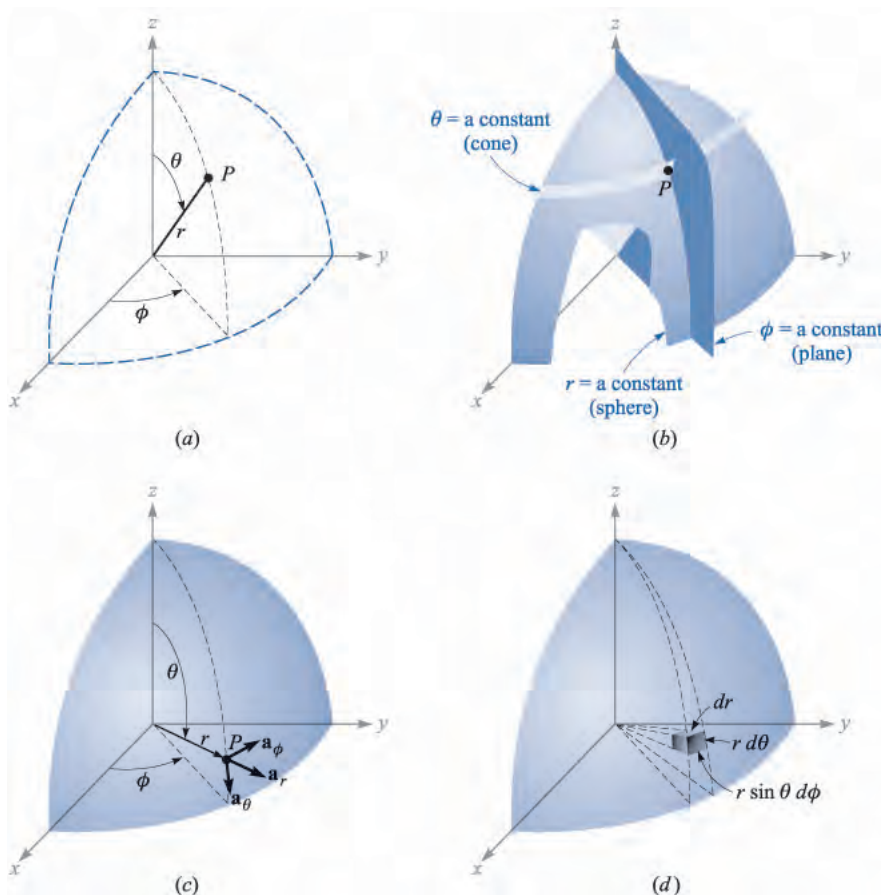 z
θ
P
r
y
ϕ
x
(a)
z
θ = a constant
(cone)
P
y
ϕ = a constant
(plane)
r = a constant
(sphere)
x
(b)
z
θ
r
P
a_ϕ
y
a_r
ϕ
a_θ
x
(c)
z
dr
y
r dθ
r sin θ dϕ
x
(d)